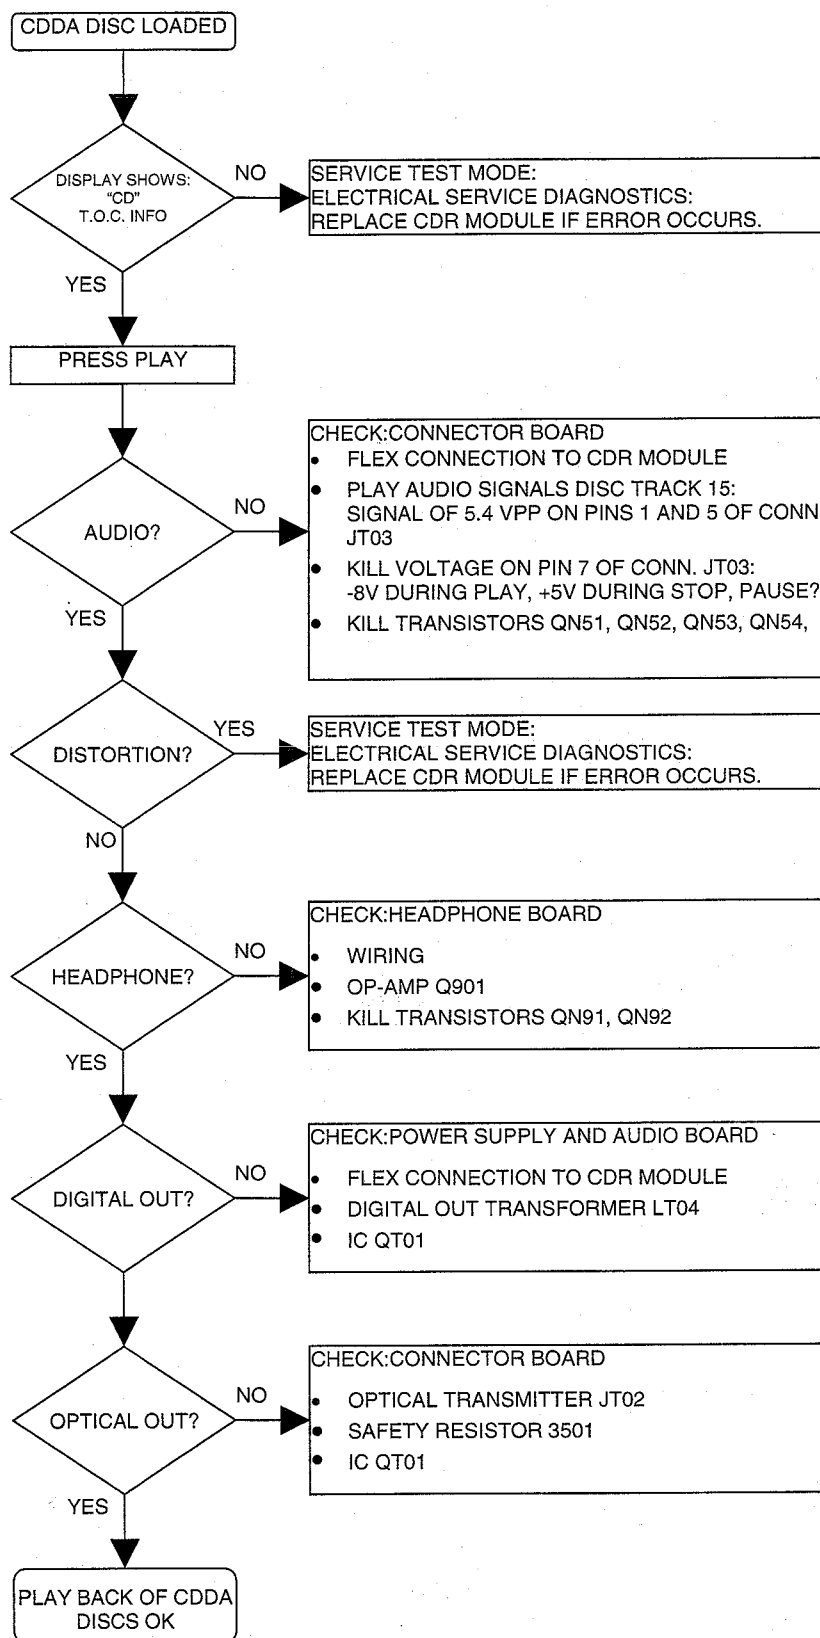 CDDA DISC LOADED
DISPLAY SHOWS:
"CD"
T.O.C. INFO
NO
SERVICE TEST MODE:
ELECTRICAL SERVICE DIAGNOSTICS:
REPLACE CDR MODULE IF ERROR OCCURS.
YES
PRESS PLAY
AUDIO?
NO
CHECK:CONNECTOR BOARD
• FLEX CONNECTION TO CDR MODULE
• PLAY AUDIO SIGNALS DISC TRACK 15:
SIGNAL OF 5.4 VPP ON PINS 1 AND 5 OF CONN
JT03
• KILL VOLTAGE ON PIN 7 OF CONN. JT03:
-8V DURING PLAY, +5V DURING STOP, PAUSE?
• KILL TRANSISTORS QN51, QN52, QN53, QN54,
YES
DISTORTION?
YES
SERVICE TEST MODE:
ELECTRICAL SERVICE DIAGNOSTICS:
REPLACE CDR MODULE IF ERROR OCCURS.
NO
HEADPHONE?
NO
CHECK:HEADPHONE BOARD
• WIRING
• OP-AMP Q901
• KILL TRANSISTORS QN91, QN92
YES
DIGITAL OUT?
NO
CHECK:POWER SUPPLY AND AUDIO BOARD
• FLEX CONNECTION TO CDR MODULE
• DIGITAL OUT TRANSFORMER LT04
• IC QT01
OPTICAL OUT?
NO
CHECK:CONNECTOR BOARD
• OPTICAL TRANSMITTER JT02
• SAFETY RESISTOR 3501
• IC QT01
YES
PLAY BACK OF CDDA
DISCS OK